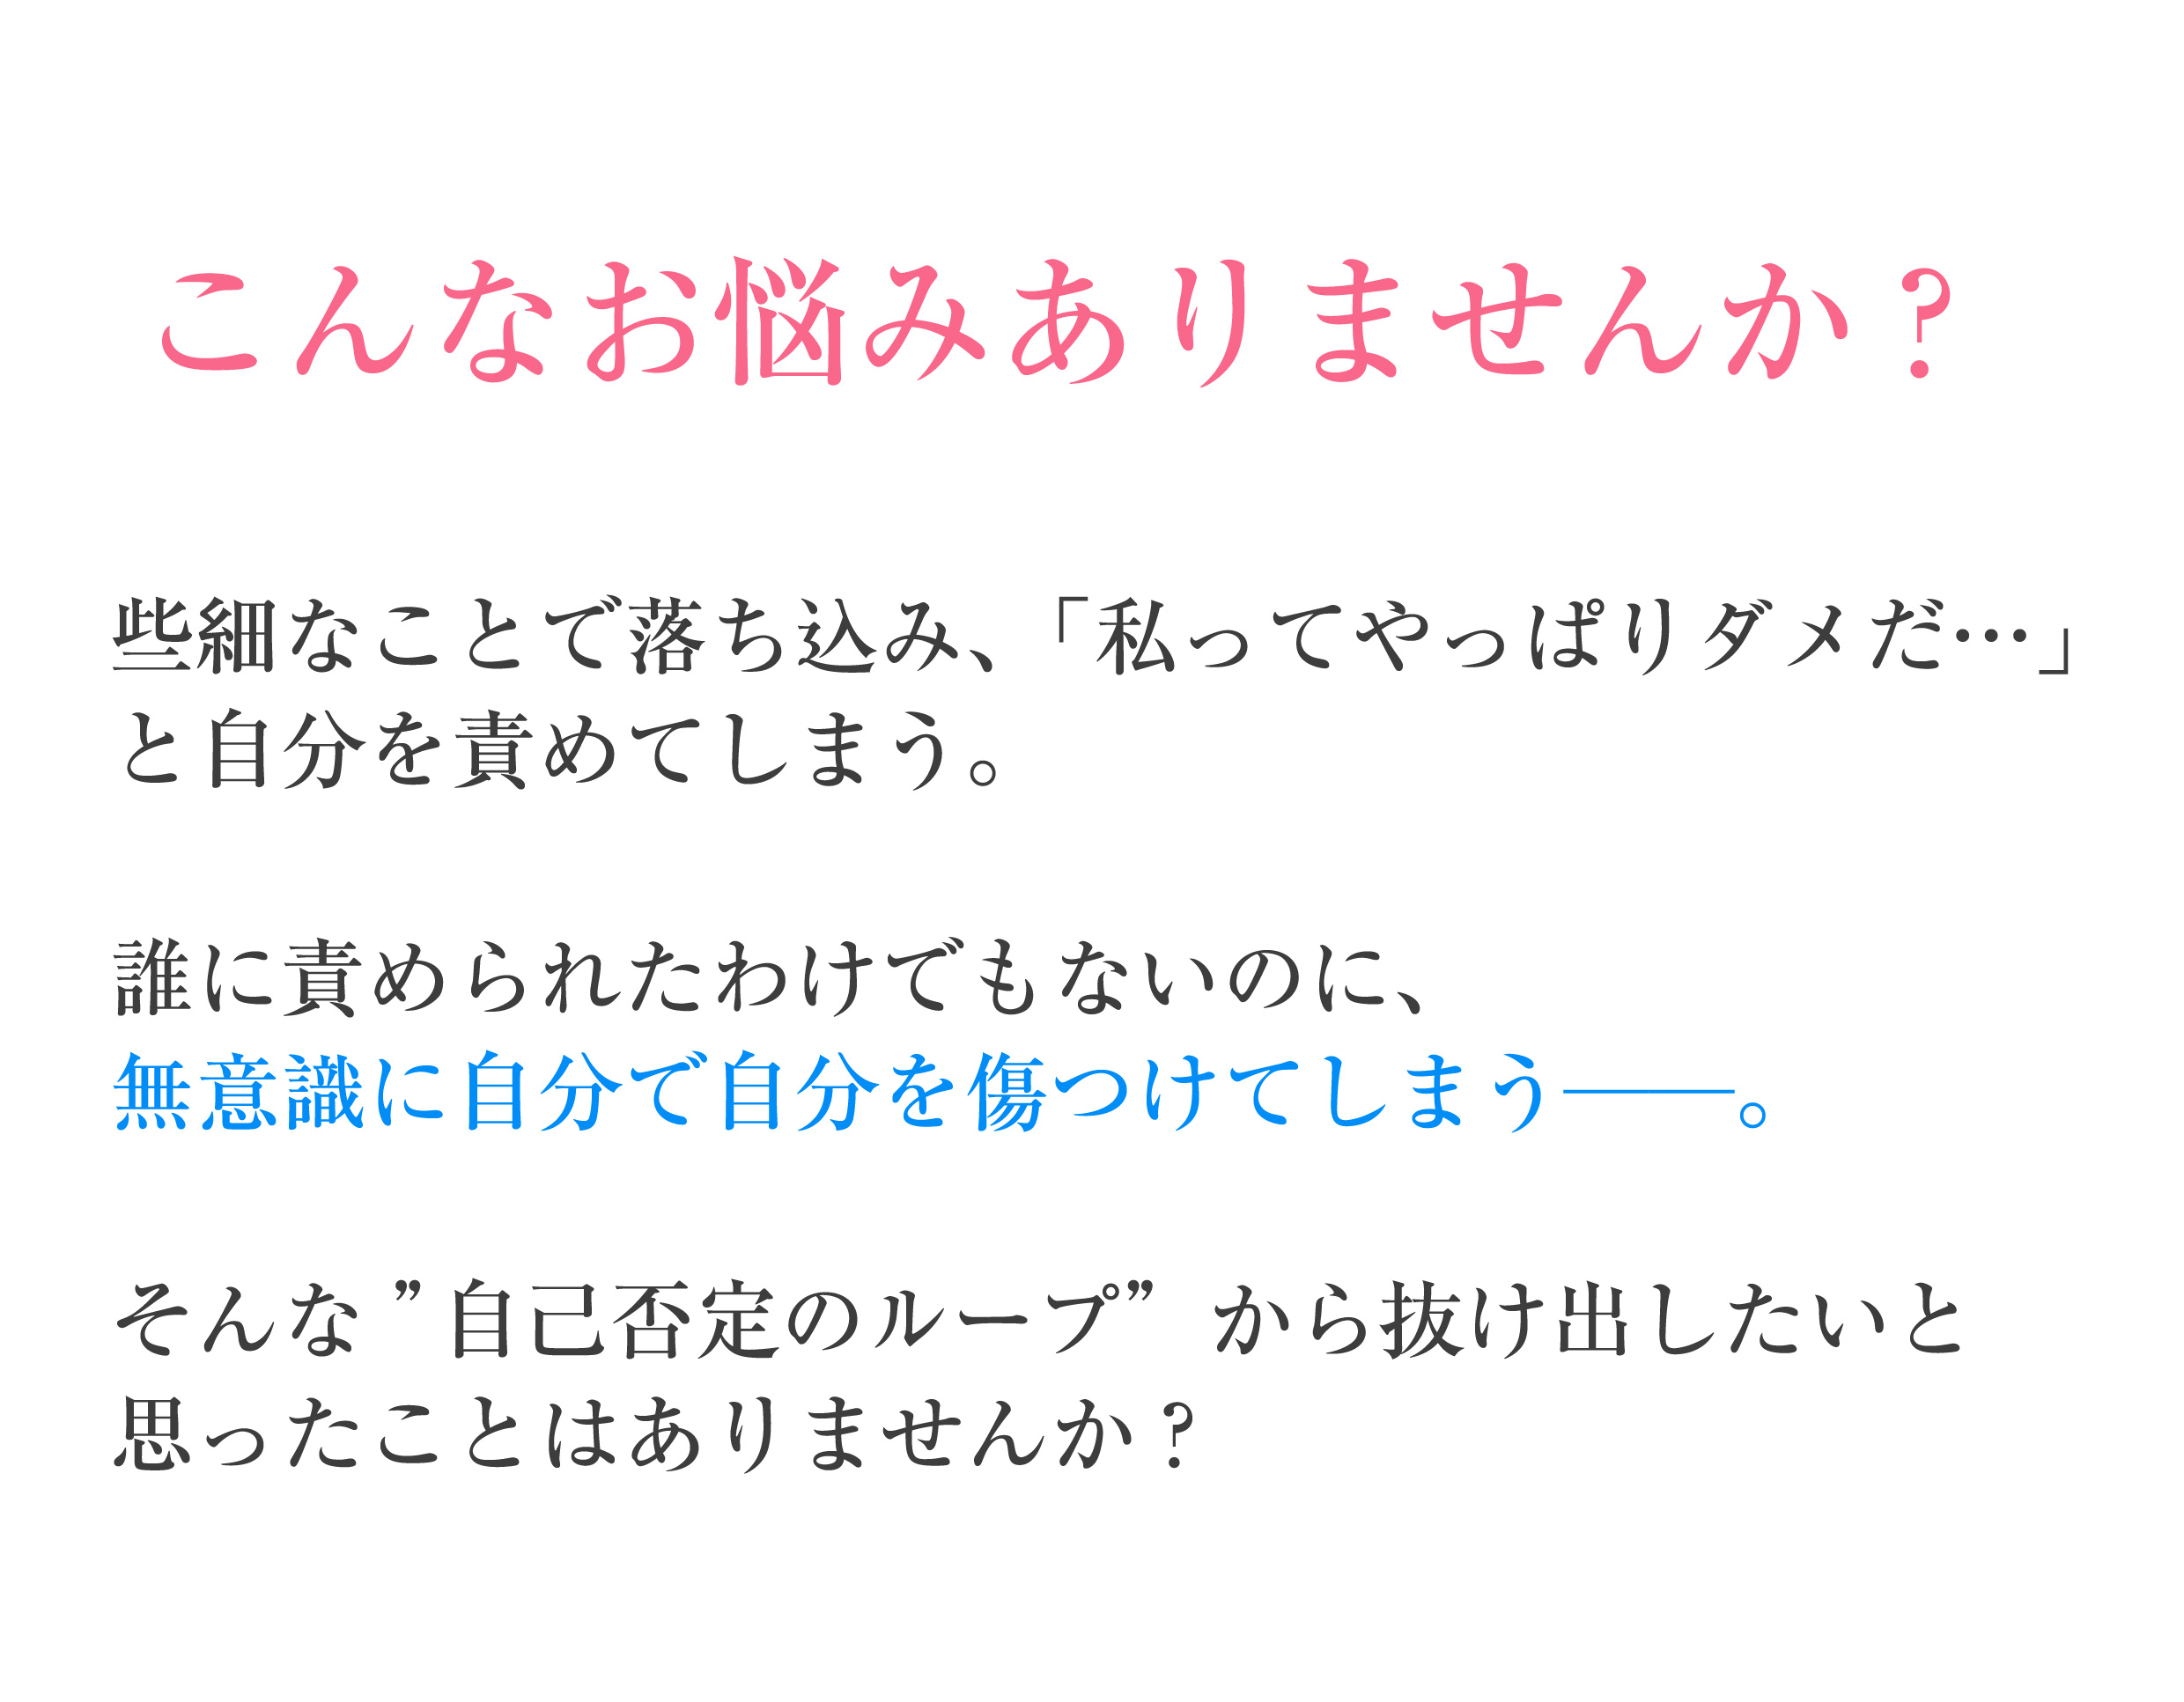 こんなお悩みありませんか？
些細なことで落ち込み、「私ってやっぱりダメだ…」
と自分を責めてしまう。
誰に責められたわけでもないのに、
無意識に自分で自分を傷つけてしまう――。
そんな”自己否定のループ”から抜け出したいと
思ったことはありませんか？